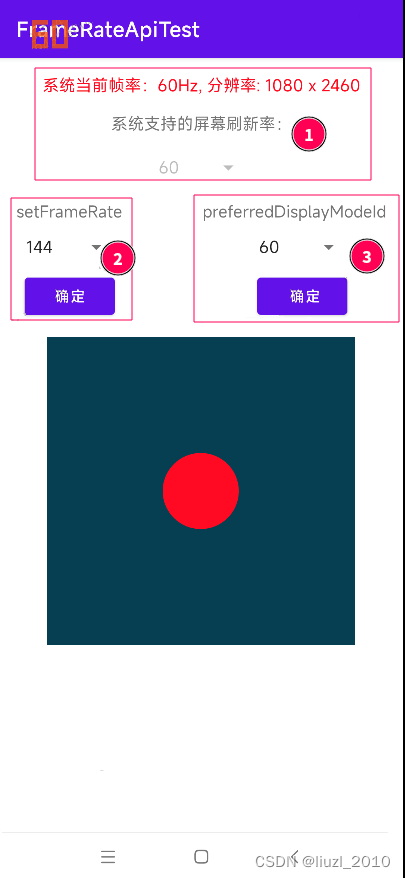 FrameRateApiTest
60
系统当前帧率：60Hz, 分辨率: 1080 x 2460
系统支持的屏幕刷新率：
1
60
setFrameRate
preferredDisplayModeId
144
2
60
3
确定
确定
CSDN @liuzl_2010